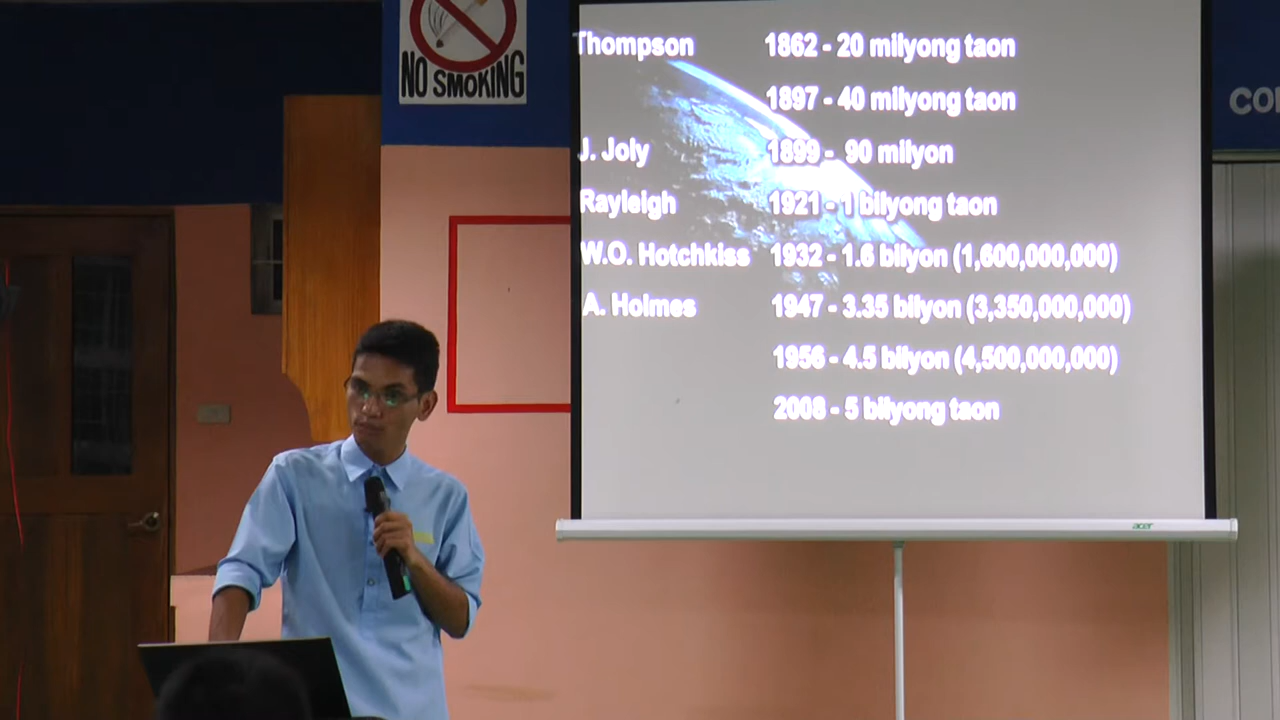 NO SMOKING
Thompson 1862 - 20 milyong taon
1897 - 40 milyong taon
J. Joly 1899 - 90 milyon
Rayleigh 1921 - 1 bilyong taon
W.O. Hotchkiss 1932 - 1.6 bilyon (1,600,000,000)
A. Holmes 1947 - 3.35 bilyon (3,350,000,000)
1956 - 4.5 bilyon (4,500,000,000)
2008 - 5 bilyong taon
acer